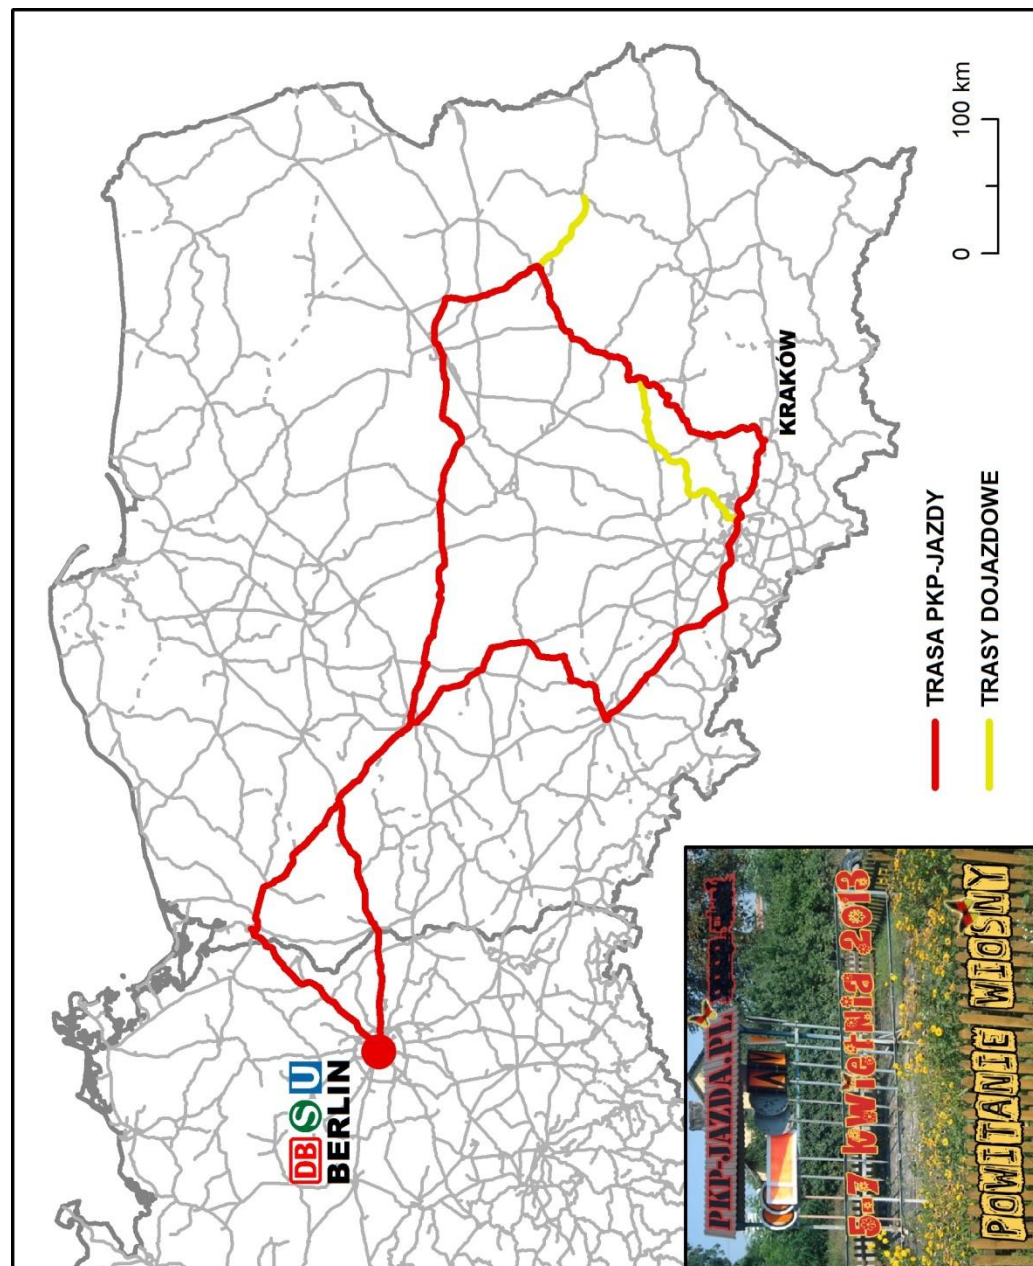 DB S U
BERLIN
KRAKÓW
0 100 km
TRASA PKP-JAZDY
TRASY DOJAZDOWE
PKP-JAZDA.PL
5-7 kwietnia 2013
POWITANIE WIOSNY